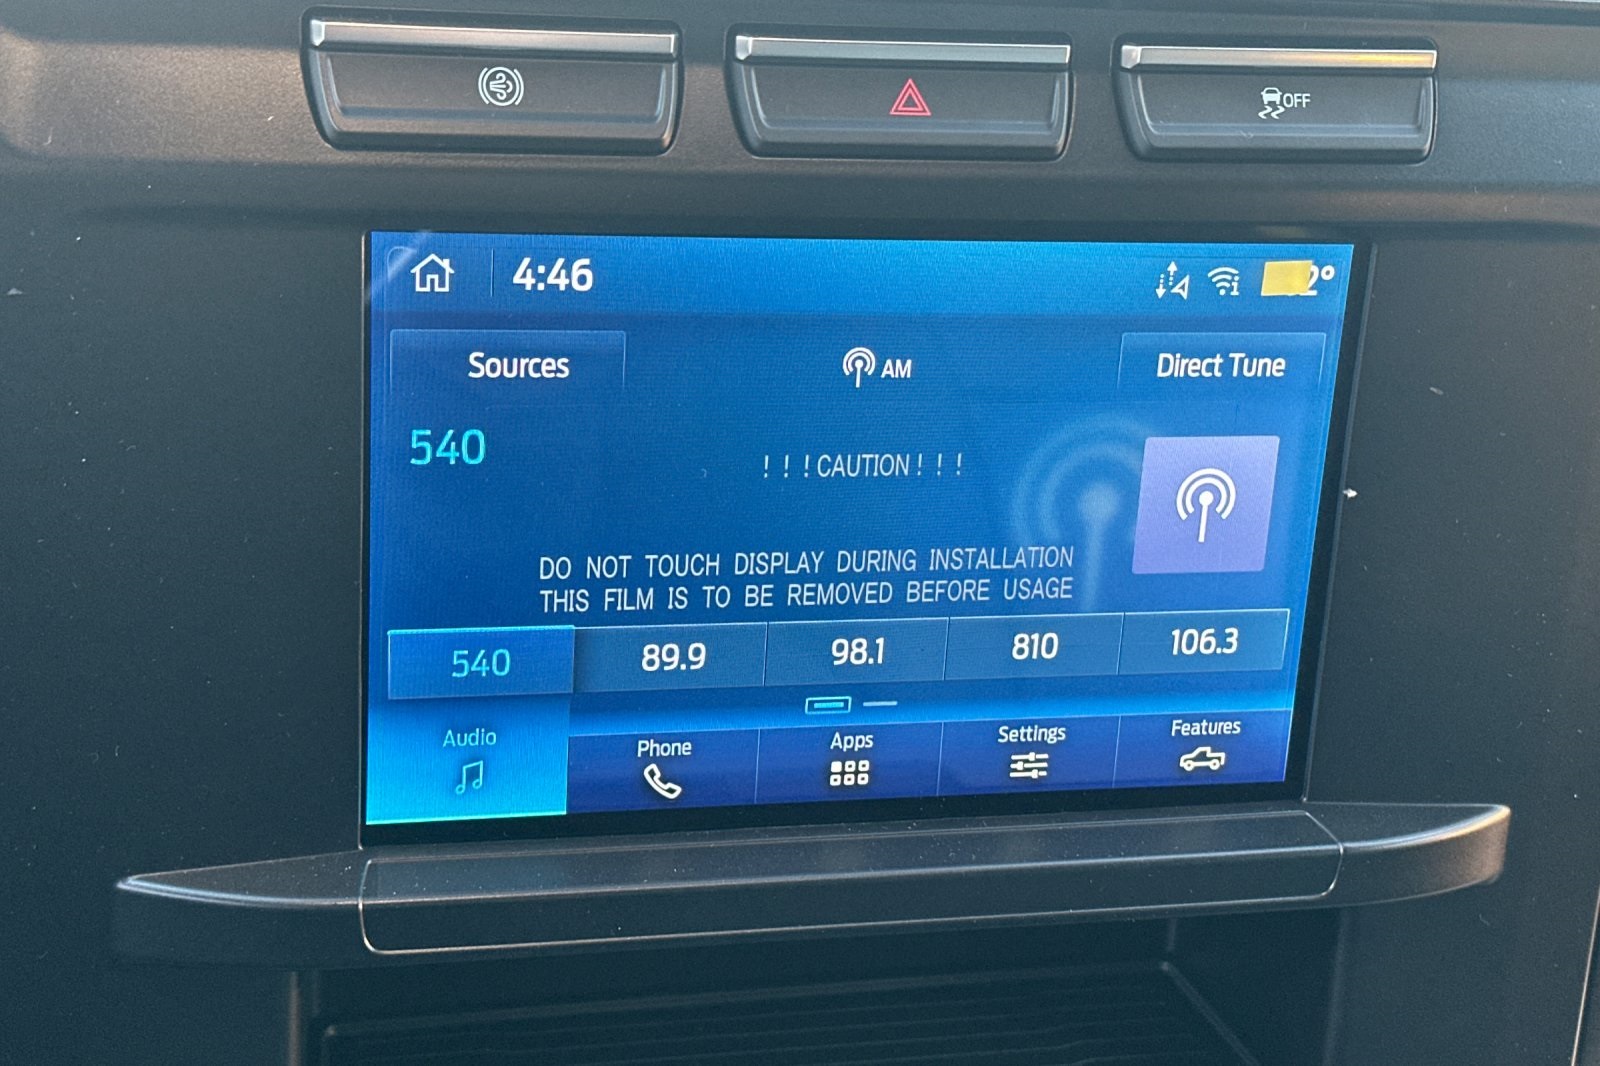 OFF
4:46
2°
Sources
AM
Direct Tune
540
! ! ! CAUTION ! ! !
DO NOT TOUCH DISPLAY DURING INSTALLATION
THIS FILM IS TO BE REMOVED BEFORE USAGE
540 89.9 98.1 810 106.3
Audio Phone Apps Settings Features